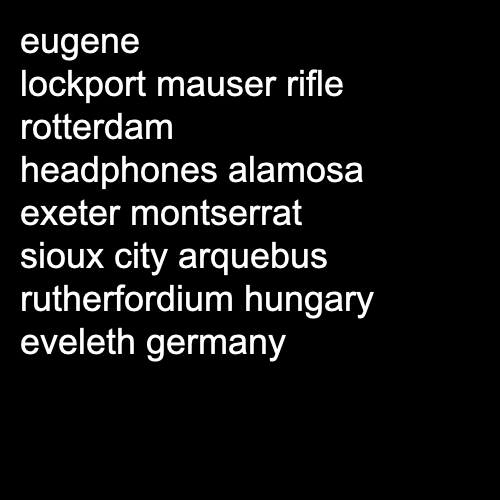 eugene
lockport mauser rifle
rotterdam
headphones alamosa
exeter montserrat
sioux city arquebus
rutherfordium hungary
eveleth germany